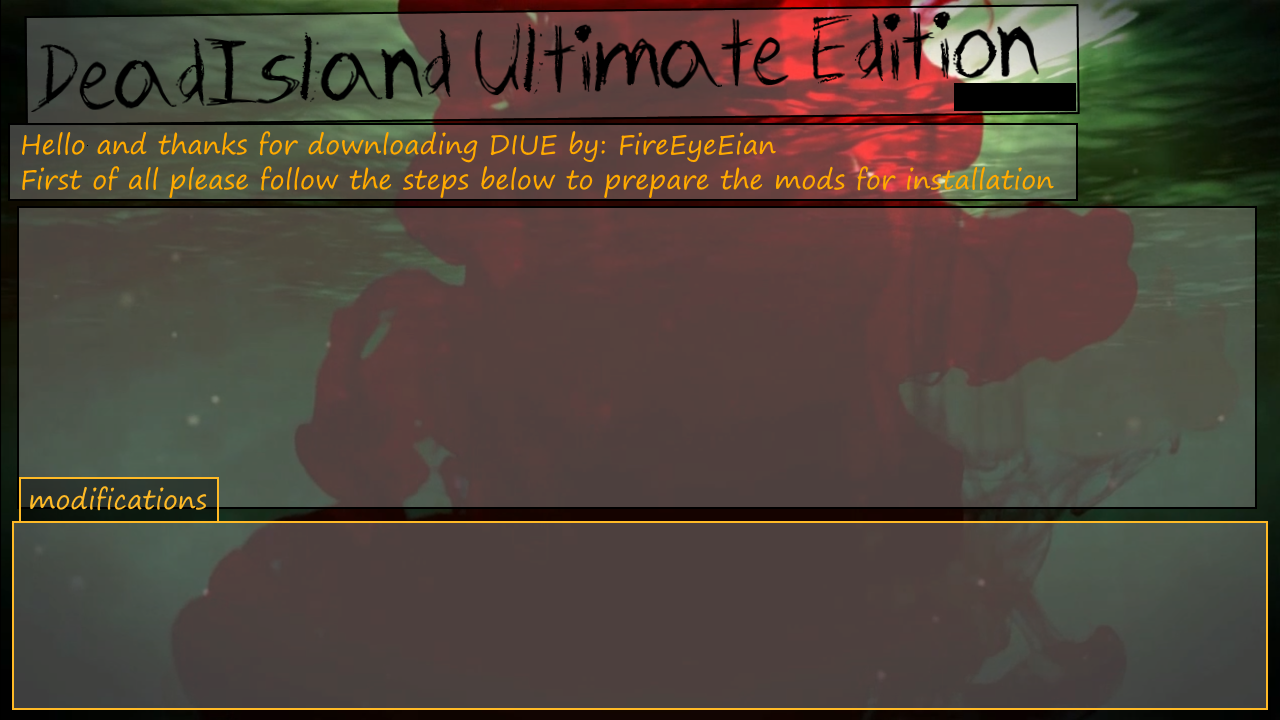 DeadIsland Ultimate Edition
Hello and thanks for downloading DIUE by: FireEyeEian
First of all please follow the steps below to prepare the mods for installation
modifications